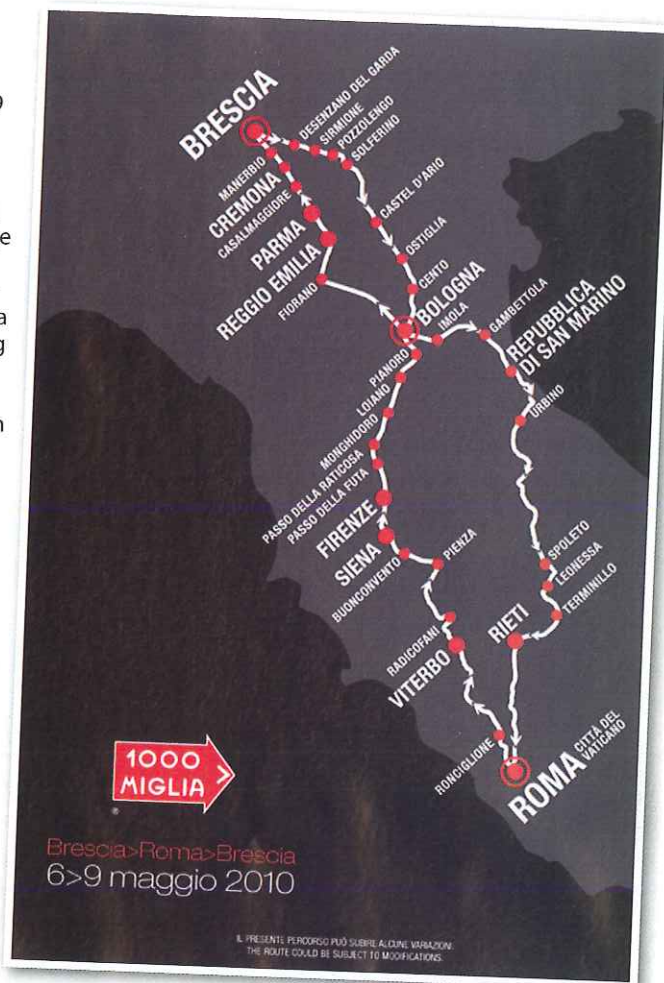 BRESCIA
DESENZANO DEL GARDA
SIRMIONE
POZZOLENGO
SOLFERINO
MANERBIO
CREMONA
CASALMAGGIORE
PARMA
REGGIO EMILIA
FIORANO
CASTEL D'ARIO
OSTIGLIA
CENTO
BOLOGNA
IMOLA
GAMBETTOLA
REPUBBLICA
DI SAN MARINO
URBINO
PIANORO
LOIANO
MONGHIDORO
PASSO DELLA RATICOSA
PASSO DELLA FUTA
FIRENZE
SIENA
BUONCONVENTO
PIENZA
SPOLETO
LEONESSA
TERMINILLO
RIETI
RADICOFANI
VITERBO
RONCIGLIONE
ROMA
CITTÀ DEL
VATICANO
1000
MIGLIA
®
Brescia>Roma>Brescia
6>9 maggio 2010
IL PRESENTE PERCORSO PUÒ SUBIRE ALCUNE VARIAZIONI.
THE ROUTE COULD BE SUBJECT TO MODIFICATIONS.